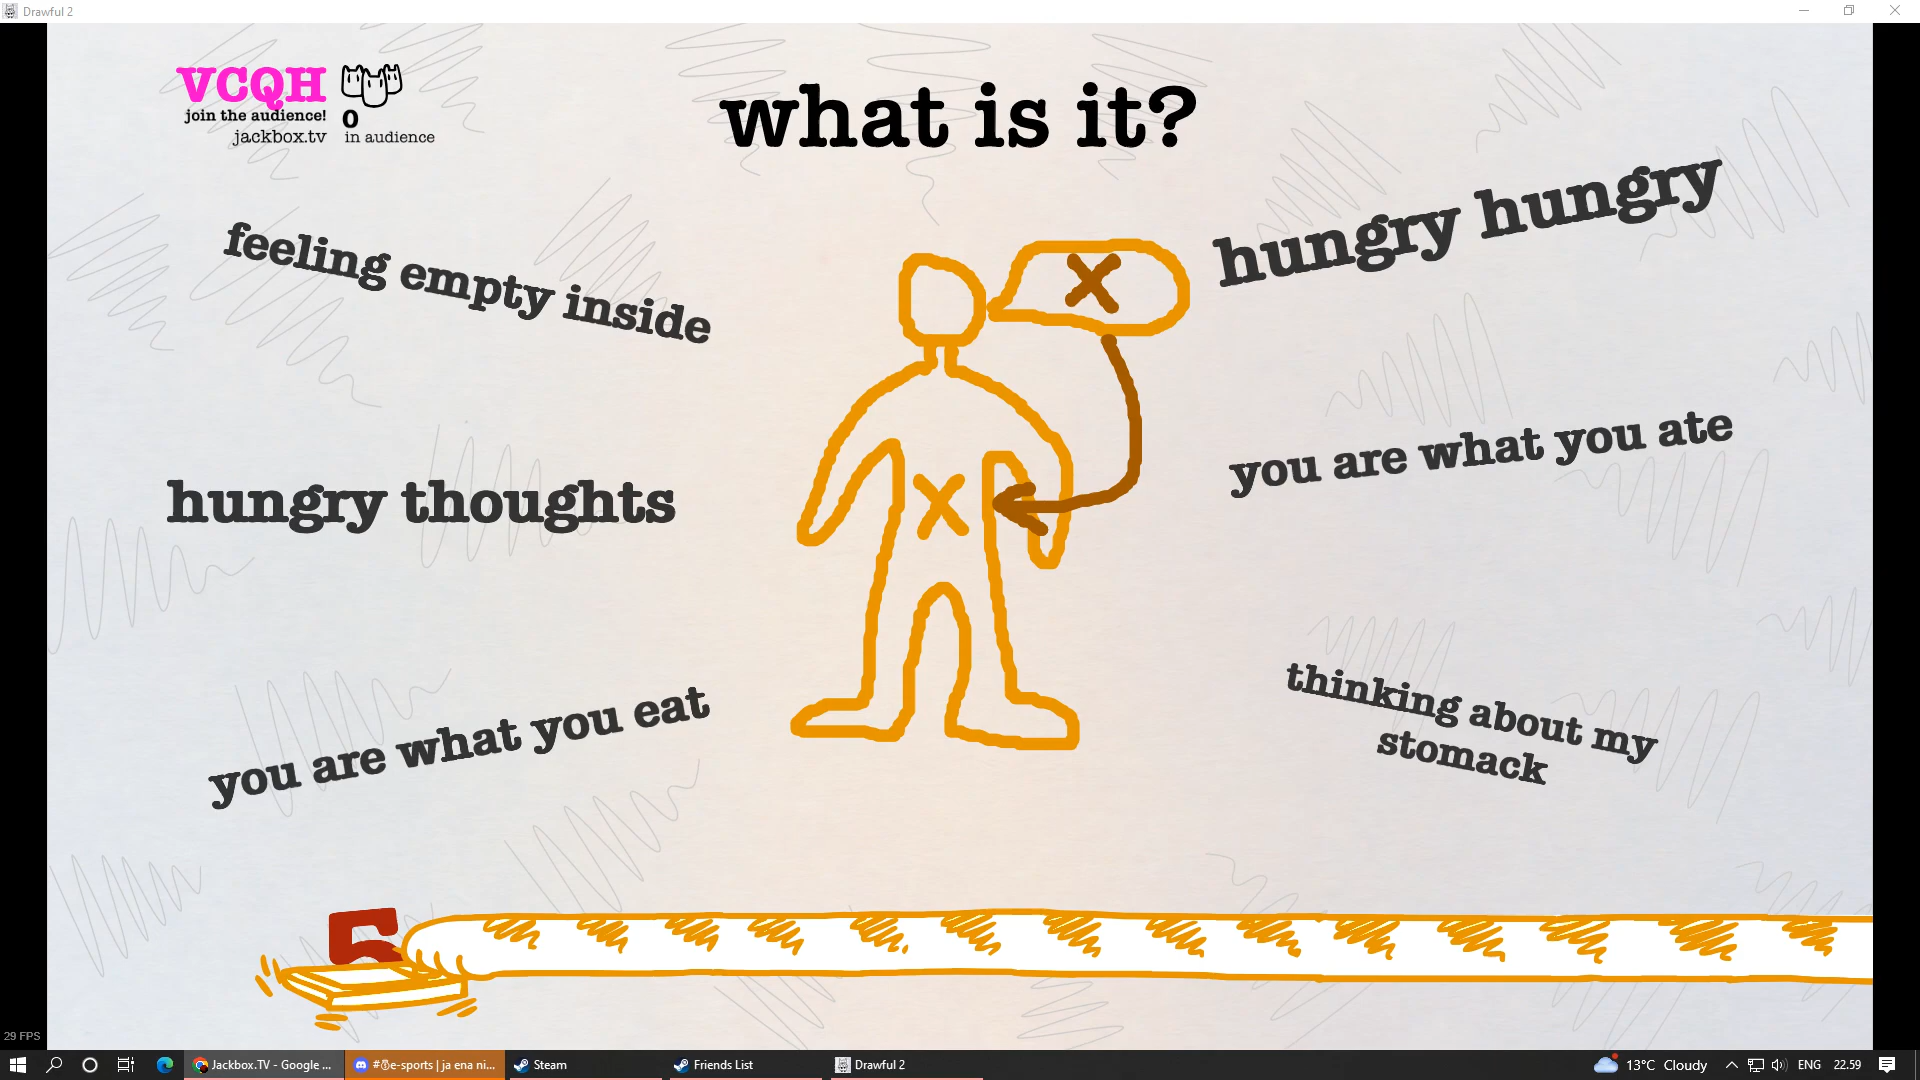 Drawful 2
VCQH
join the audience!
jackbox.tv
0
in audience
what is it?
feeling empty inside
hungry hungry
hungry thoughts
you are what you ate
you are what you eat
thinking about my
stomack
5
29 FPS
Jackbox.TV - Google ...
e-sports | ja ena ni...
Steam
Friends List
Drawful 2
13°C Cloudy
ENG
22.59